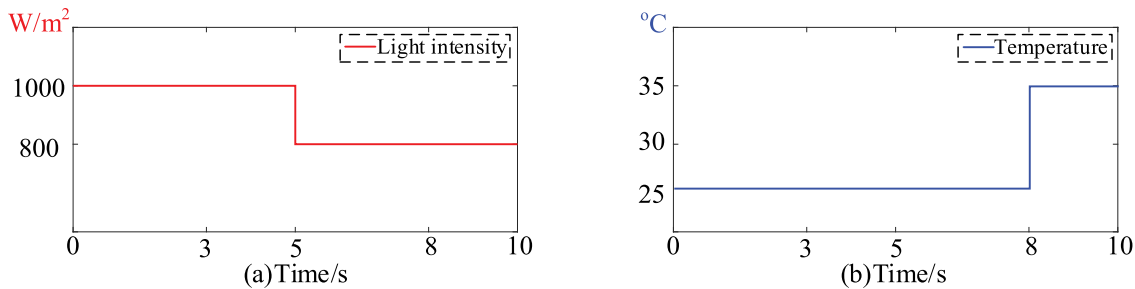 W/m²
Light intensity
1000
800
0 3 5 8 10
(a)Time/s
°C
Temperature
35
30
25
0 3 5 8 10
(b)Time/s